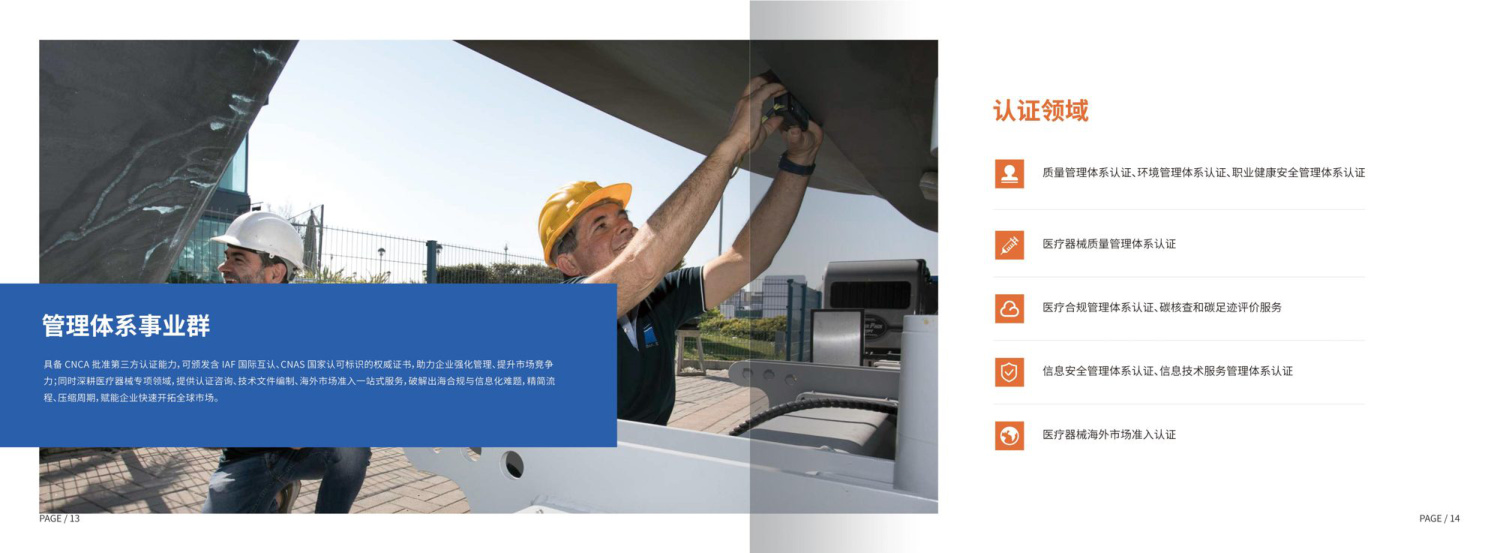 管理体系事业群
具备 CNCA 批准第三方认证能力，可颁发含 IAF 国际互认、CNAS 国家认可标识的权威证书，助力企业强化管理、提升市场竞争
力；同时深耕医疗器械专项领域，提供认证咨询、技术文件编制、海外市场准入一站式服务，破解出海合规与信息化难题，精简流
程、压缩周期，赋能企业快速开拓全球市场。
PAGE / 13
认证领域
质量管理体系认证、环境管理体系认证、职业健康安全管理体系认证
医疗器械质量管理体系认证
医疗合规管理体系认证、碳核查和碳足迹评价服务
信息安全管理体系认证、信息技术服务管理体系认证
医疗器械海外市场准入认证
PAGE / 14